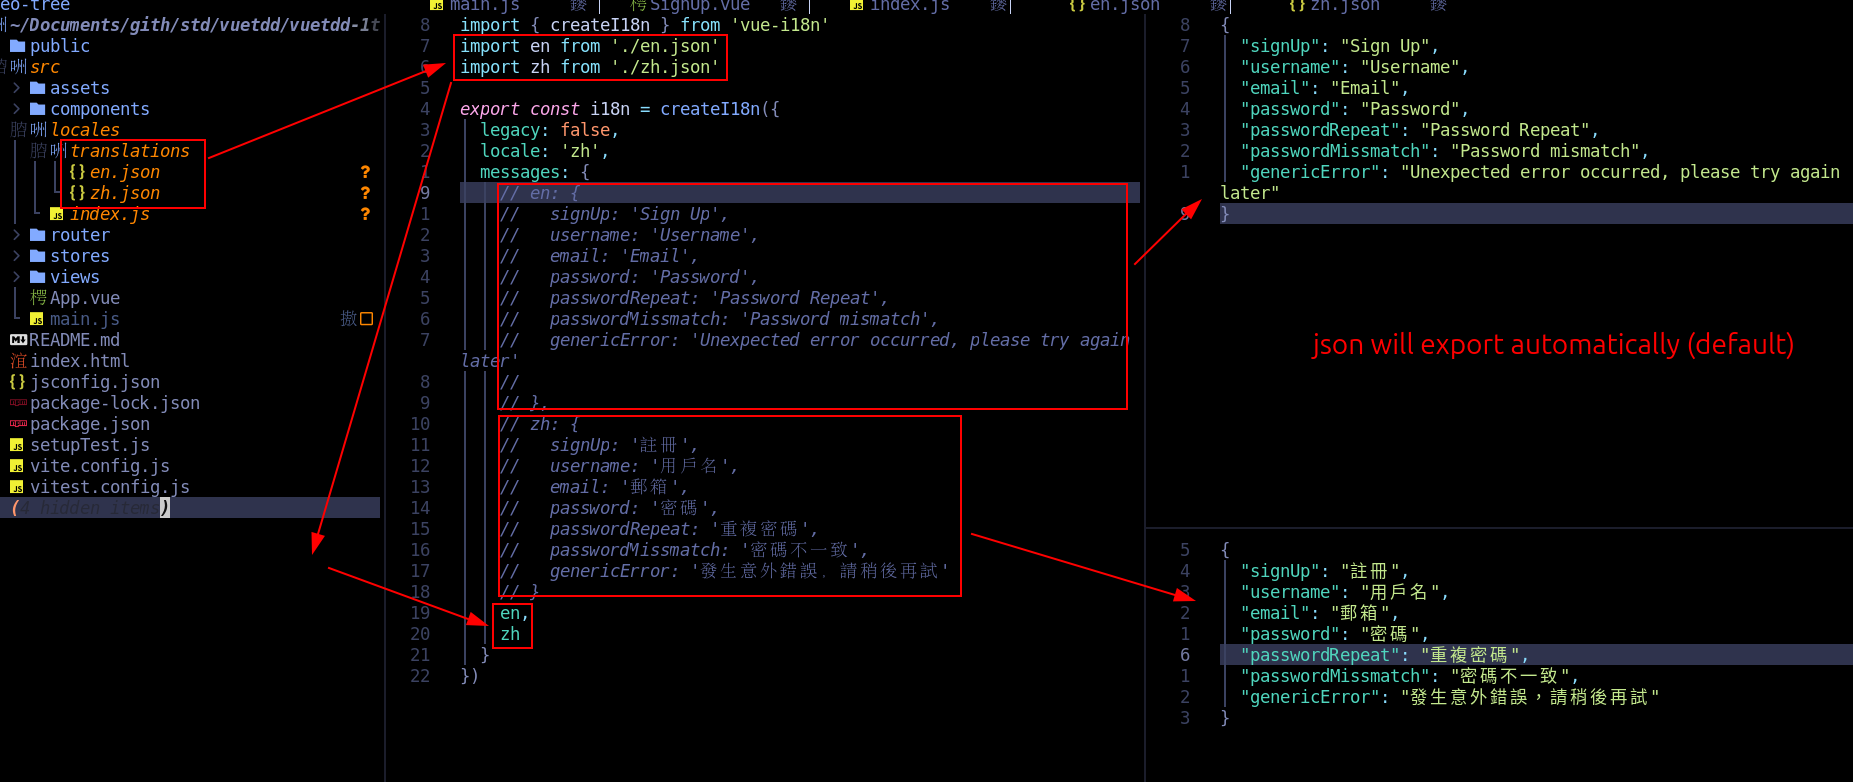 eo-tree
~/Documents/gith/std/vuetdd/vuetdd-1t
public
src
assets
components
locales
translations
en.json ?
zh.json ?
index.js ?
router
stores
views
App.vue
main.js
README.md
index.html
jsconfig.json
package-lock.json
package.json
setupTest.js
vite.config.js
vitest.config.js
(4 hidden items)
main.js SignUp.vue index.js en.json zh.json
8 import { createI18n } from 'vue-i18n'
7 import en from './en.json'
6 import zh from './zh.json'
5
4 export const i18n = createI18n({
3 legacy: false,
2 locale: 'zh',
1 messages: {
9 // en: {
1 // signUp: 'Sign Up',
2 // username: 'Username',
3 // email: 'Email',
4 // password: 'Password',
5 // passwordRepeat: 'Password Repeat',
6 // passwordMissmatch: 'Password mismatch',
7 // genericError: 'Unexpected error occurred, please try again
later'
8 //
9 // },
10 // zh: {
11 // signUp: '註冊',
12 // username: '用戶名',
13 // email: '郵箱',
14 // password: '密碼',
15 // passwordRepeat: '重複密碼',
16 // passwordMissmatch: '密碼不一致',
17 // genericError: '發生意外錯誤，請稍後再試'
18 // }
19 en,
20 zh
21 }
22 })
8 {
7 "signUp": "Sign Up",
6 "username": "Username",
5 "email": "Email",
4 "password": "Password",
3 "passwordRepeat": "Password Repeat",
2 "passwordMissmatch": "Password mismatch",
1 "genericError": "Unexpected error occurred, please try again
later"
9 }
json will export automatically (default)
5 {
4 "signUp": "註冊",
3 "username": "用戶名",
2 "email": "郵箱",
1 "password": "密碼",
6 "passwordRepeat": "重複密碼",
1 "passwordMissmatch": "密碼不一致",
2 "genericError": "發生意外錯誤，請稍後再試"
3 }